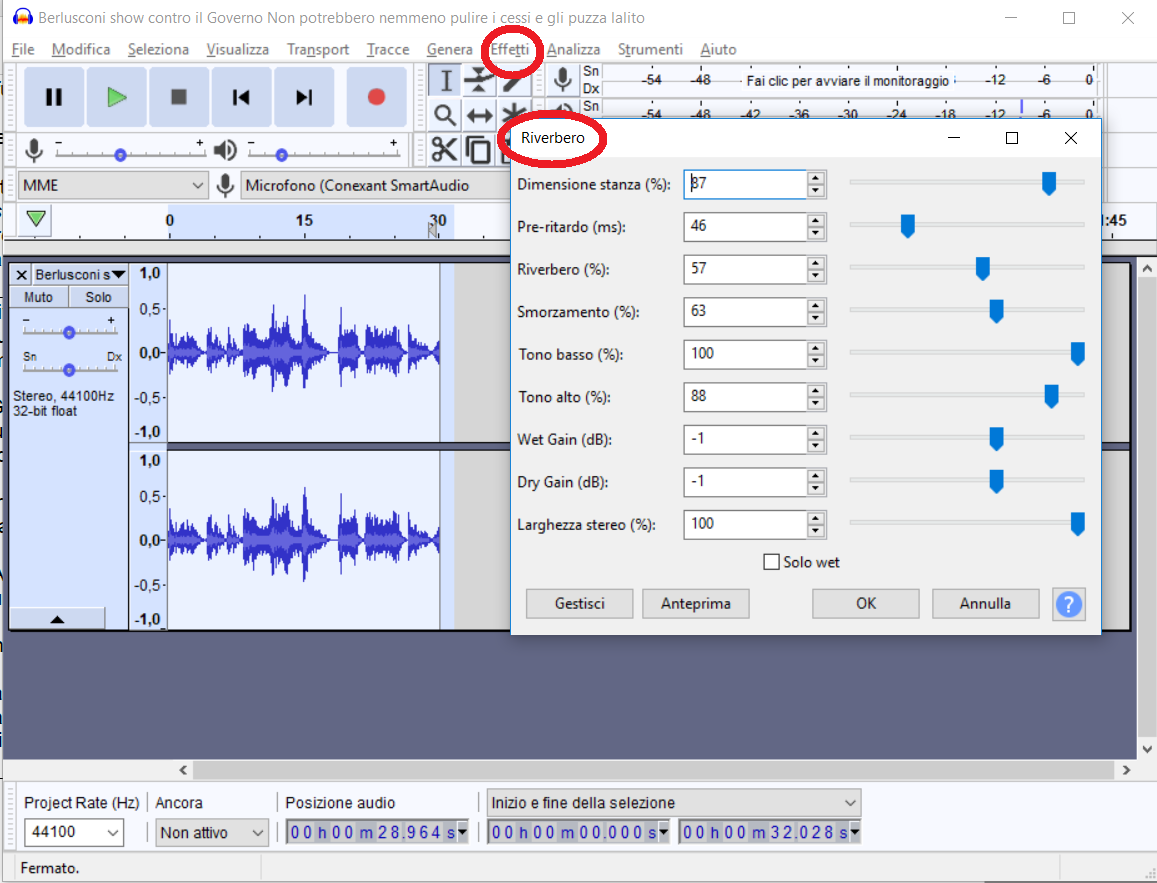 Berlusconi show contro il Governo Non potrebbero nemmeno pulire i cessi e gli puzza lalito
File Modifica Seleziona Visualizza Transport Tracce Genera Effetti Analizza Strumenti Aiuto
Sn Dx -54 -48 - Fai clic per avviare il monitoraggio -12 -6 0
Sn -54 -48 -42 -36 -30 -24 -18 -12 -6 0
- + - +
MME Microfono (Conexant SmartAudio
0 15 30 1:45
Riverbero
Dimensione stanza (%): 87
Pre-ritardo (ms): 46
Riverbero (%): 57
Smorzamento (%): 63
Tono basso (%): 100
Tono alto (%): 88
Wet Gain (dB): -1
Dry Gain (dB): -1
Larghezza stereo (%): 100
Solo wet
Gestisci Anteprima OK Annulla ?
Berlusconi s
Muto Solo
- +
Sn Dx
Stereo, 44100Hz
32-bit float
1,0
0,5-
0,0-
-0,5-
-1,0
1,0
0,5-
0,0-
-0,5-
-1,0
Project Rate (Hz) Ancora Posizione audio Inizio e fine della selezione
44100 Non attivo 00 h 00 m 28.964 s 00 h 00 m 00.000 s 00 h 00 m 32.028 s
Fermato.